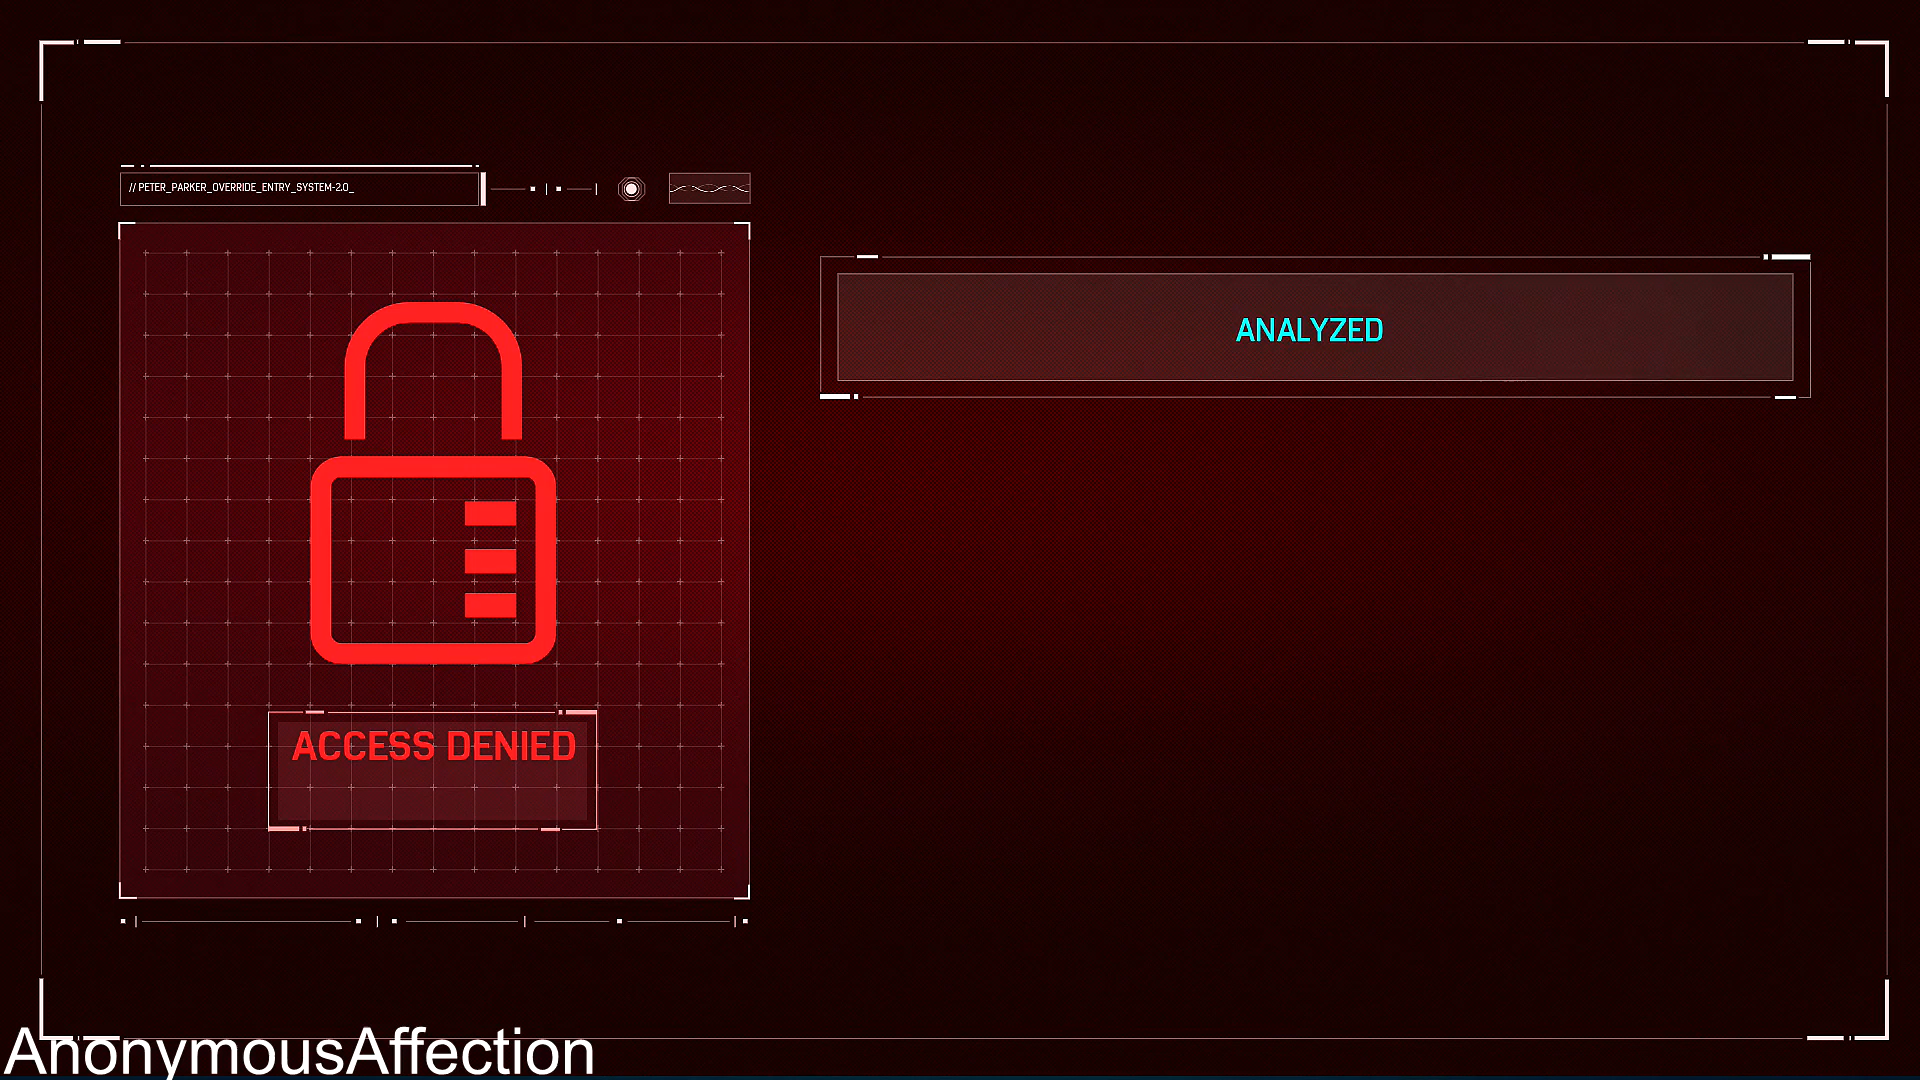 // PETER_PARKER_OVERRIDE_ENTRY_SYSTEM-2.0_
ANALYZED
ACCESS DENIED
AnonymousAffection